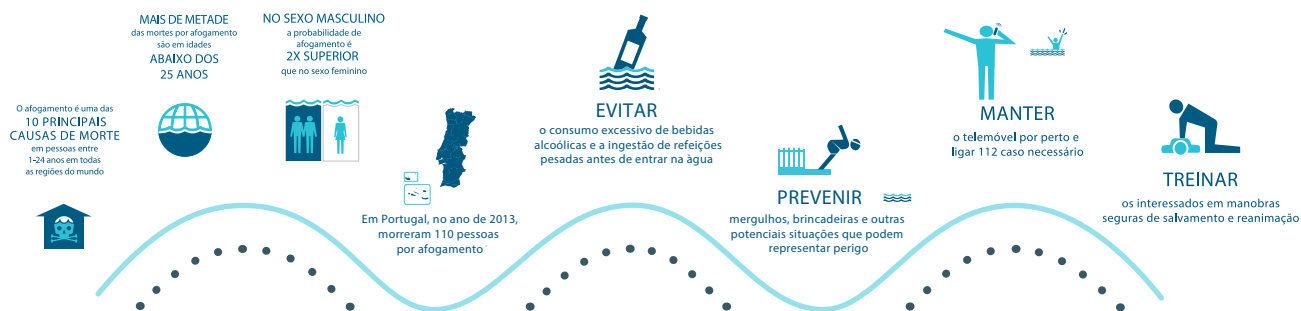 O afogamento é uma das
10 PRINCIPAIS
CAUSAS DE MORTE
em pessoas entre
1-24 anos em todas
as regiões do mundo
MAIS DE METADE
das mortes por afogamento
são em idades
ABAIXO DOS
25 ANOS
NO SEXO MASCULINO
a probabilidade de
afogamento é
2X SUPERIOR
que no sexo feminino
Em Portugal, no ano de 2013,
morreram 110 pessoas
por afogamento
EVITAR
o consumo excessivo de bebidas
alcoólicas e a ingestão de refeições
pesadas antes de entrar na àgua
PREVENIR
mergulhos, brincadeiras e outras
potenciais situações que podem
representar perigo
MANTER
o telemóvel por perto e
ligar 112 caso necessário
TREINAR
os interessados em manobras
seguras de salvamento e reanimação